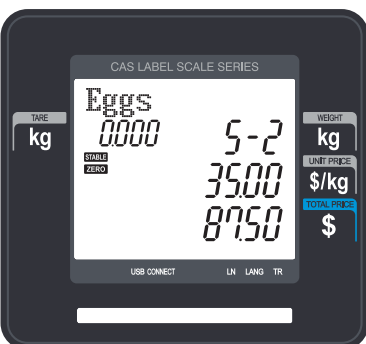 CAS LABEL SCALE SERIES
Eggs
TARE
kg
0.000
5-2
WEIGHT
kg
STABLE
ZERO
35.00
UNIT PRICE
$/kg
87.50
TOTAL PRICE
$
USB CONNECT LN LANG TR